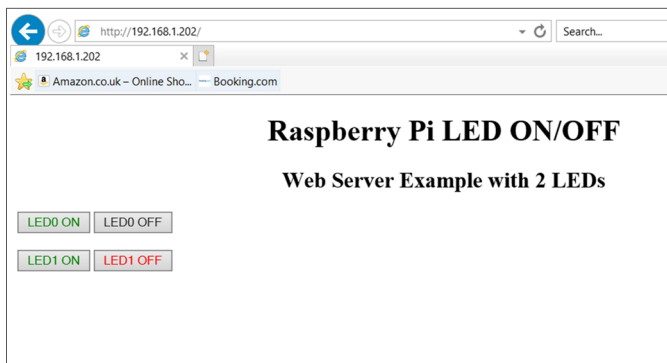 http://192.168.1.202/
Search...
192.168.1.202
Amazon.co.uk – Online Sho...
Booking.com
Raspberry Pi LED ON/OFF
Web Server Example with 2 LEDs
LED0 ON LED0 OFF
LED1 ON LED1 OFF